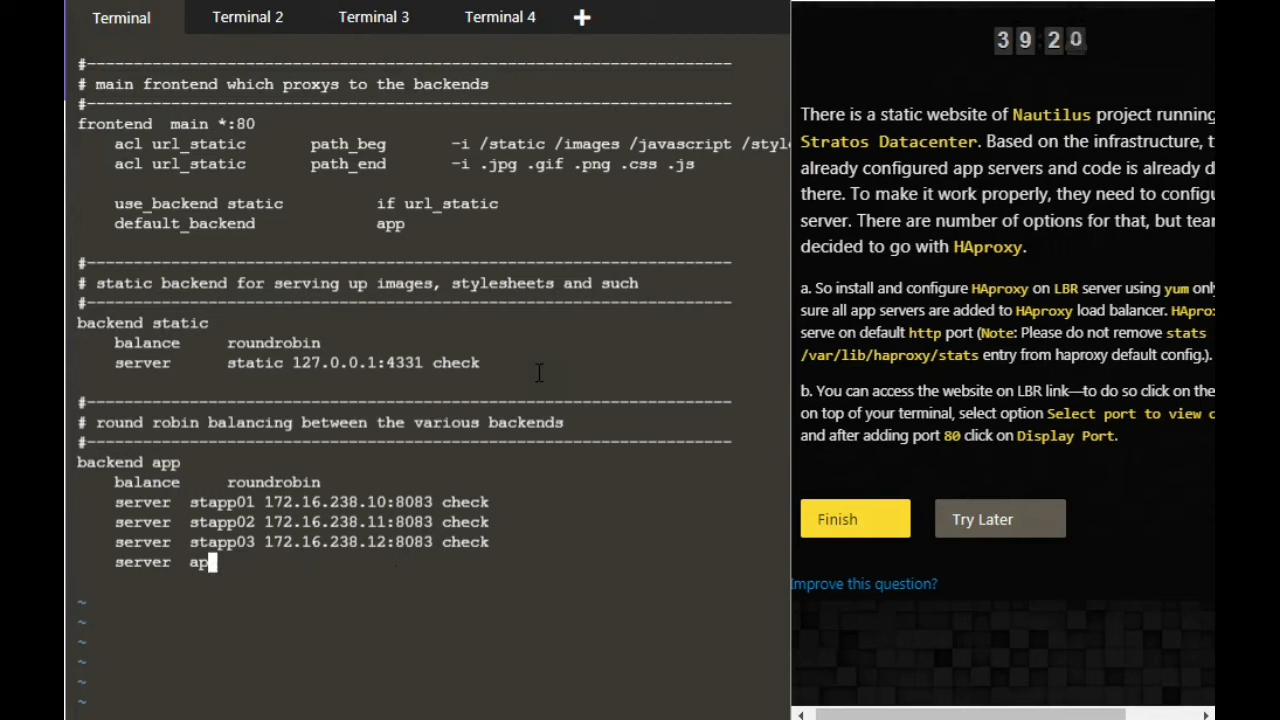 Terminal
Terminal 2
Terminal 3
Terminal 4
#---------------------------------------------------------------------
# main frontend which proxys to the backends
#---------------------------------------------------------------------
frontend  main *:80
    acl url_static       path_beg       -i /static /images /javascript /style
    acl url_static       path_end       -i .jpg .gif .png .css .js
    use_backend static          if url_static
    default_backend             app
#---------------------------------------------------------------------
# static backend for serving up images, stylesheets and such
#---------------------------------------------------------------------
backend static
    balance     roundrobin
    server      static 127.0.0.1:4331 check
#---------------------------------------------------------------------
# round robin balancing between the various backends
#---------------------------------------------------------------------
backend app
    balance     roundrobin
    server  stapp01 172.16.238.10:8083 check
    server  stapp02 172.16.238.11:8083 check
    server  stapp03 172.16.238.12:8083 check
    server  ap
~
~
~
~
~
~
39:20
There is a static website of Nautilus project running
Stratos Datacenter. Based on the infrastructure, t
already configured app servers and code is already d
there. To make it work properly, they need to configu
server. There are number of options for that, but tear
decided to go with HAproxy.
a. So install and configure HAproxy on LBR server using yum only
sure all app servers are added to HAproxy load balancer. HAprox
serve on default http port (Note: Please do not remove stats
/var/lib/haproxy/stats entry from haproxy default config.).
b. You can access the website on LBR link—to do so click on the
on top of your terminal, select option Select port to view o
and after adding port 80 click on Display Port.
Finish
Try Later
Improve this question?